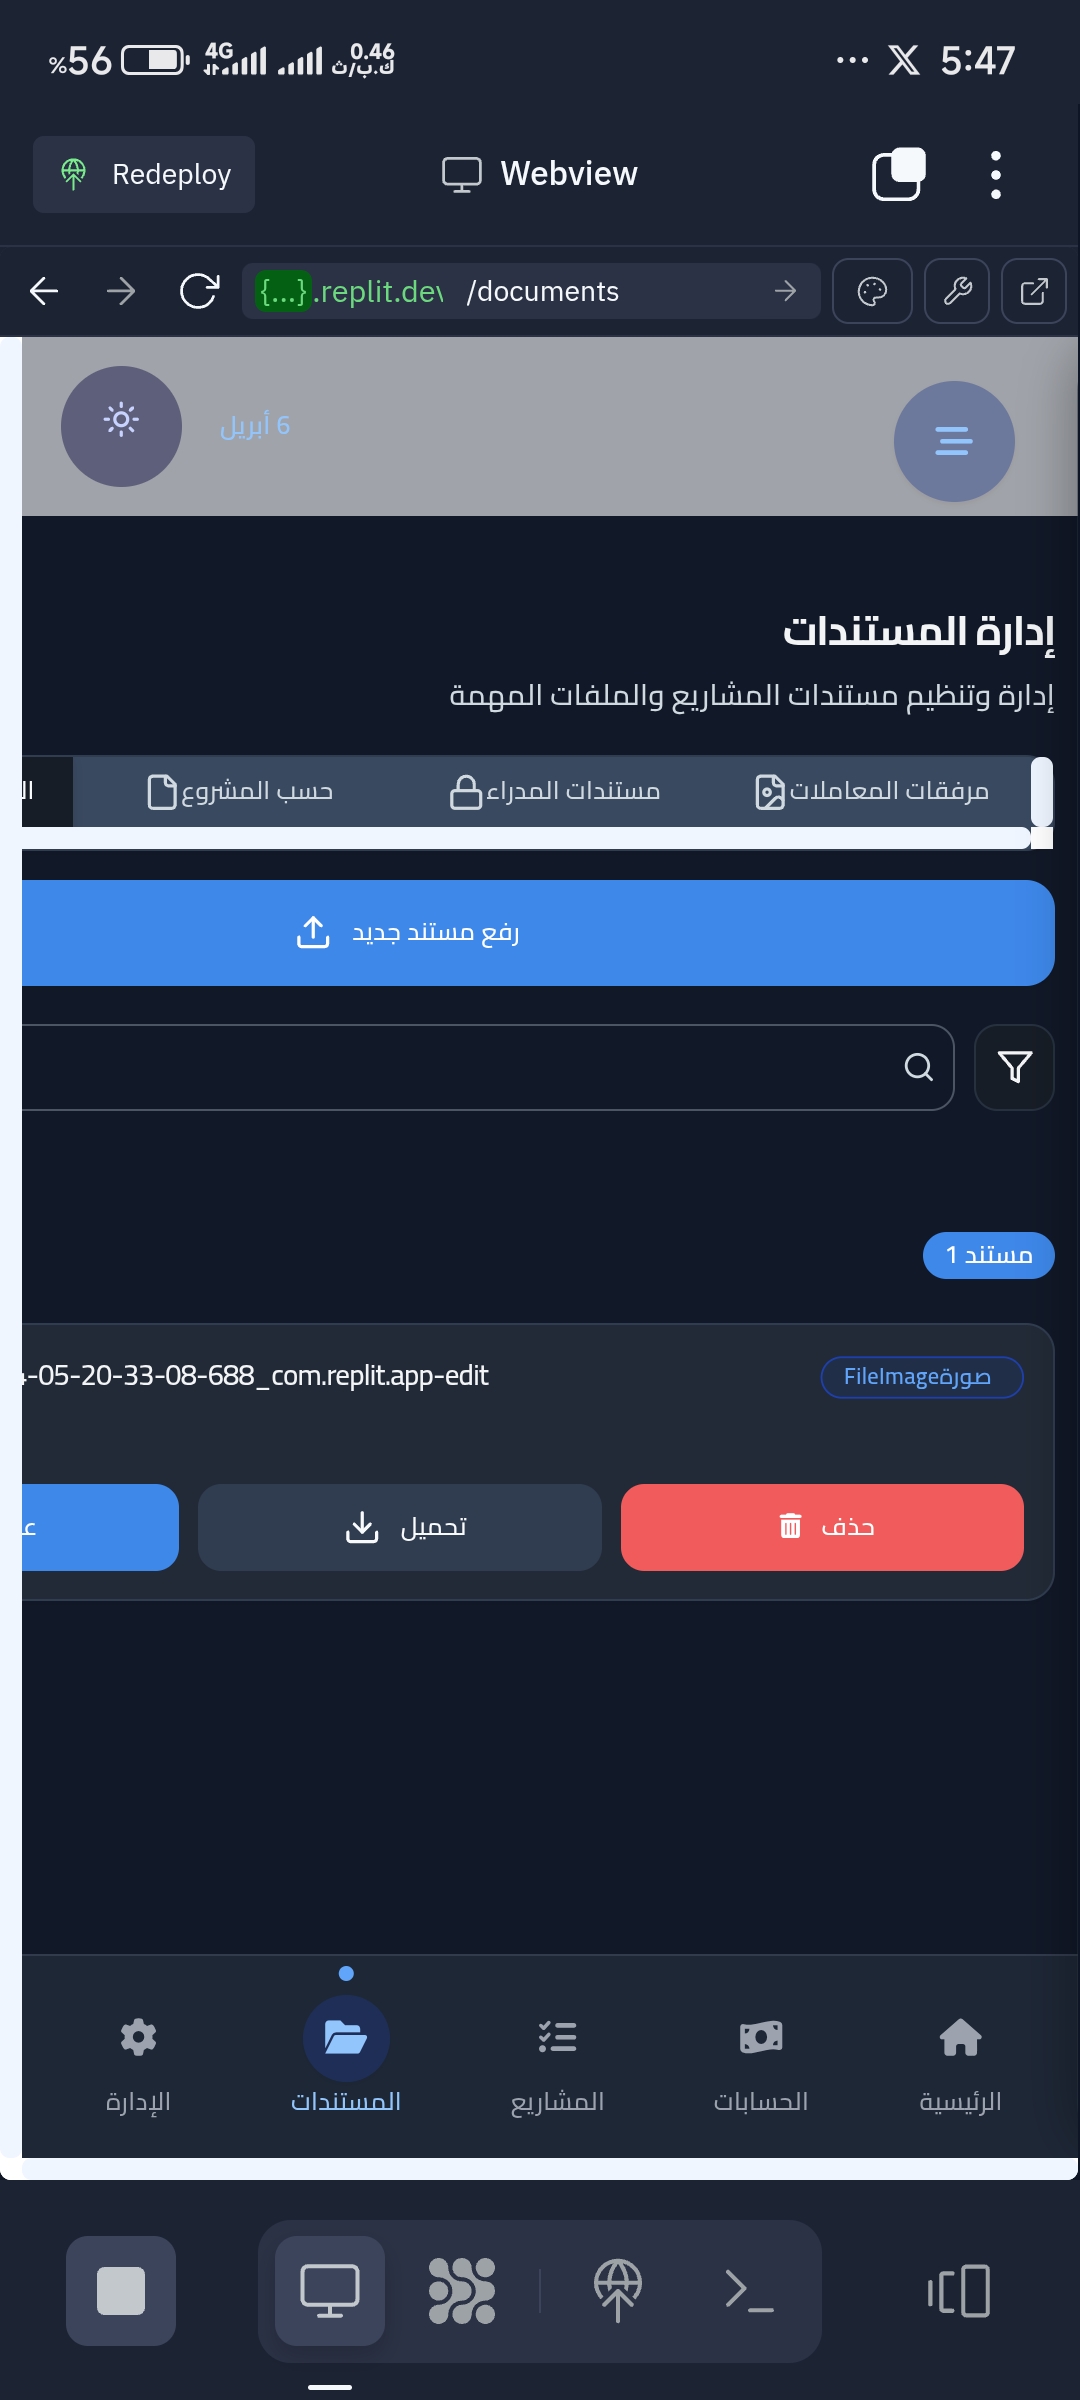 %56 4G 0.46 ك.ب/ث ... 5:47
Redeploy Webview
{...}.replit.dev /documents
6 أبريل
إدارة المستندات
إدارة وتنظيم مستندات المشاريع والملفات المهمة
مرفقات المعاملات مستندات المدراء حسب المشروع
رفع مستند جديد
مستند 1
صورةFileImage -05-20-33-08-688_com.replit.app-edit
حذف تحميل
الرئيسية الحسابات المشاريع المستندات الإدارة